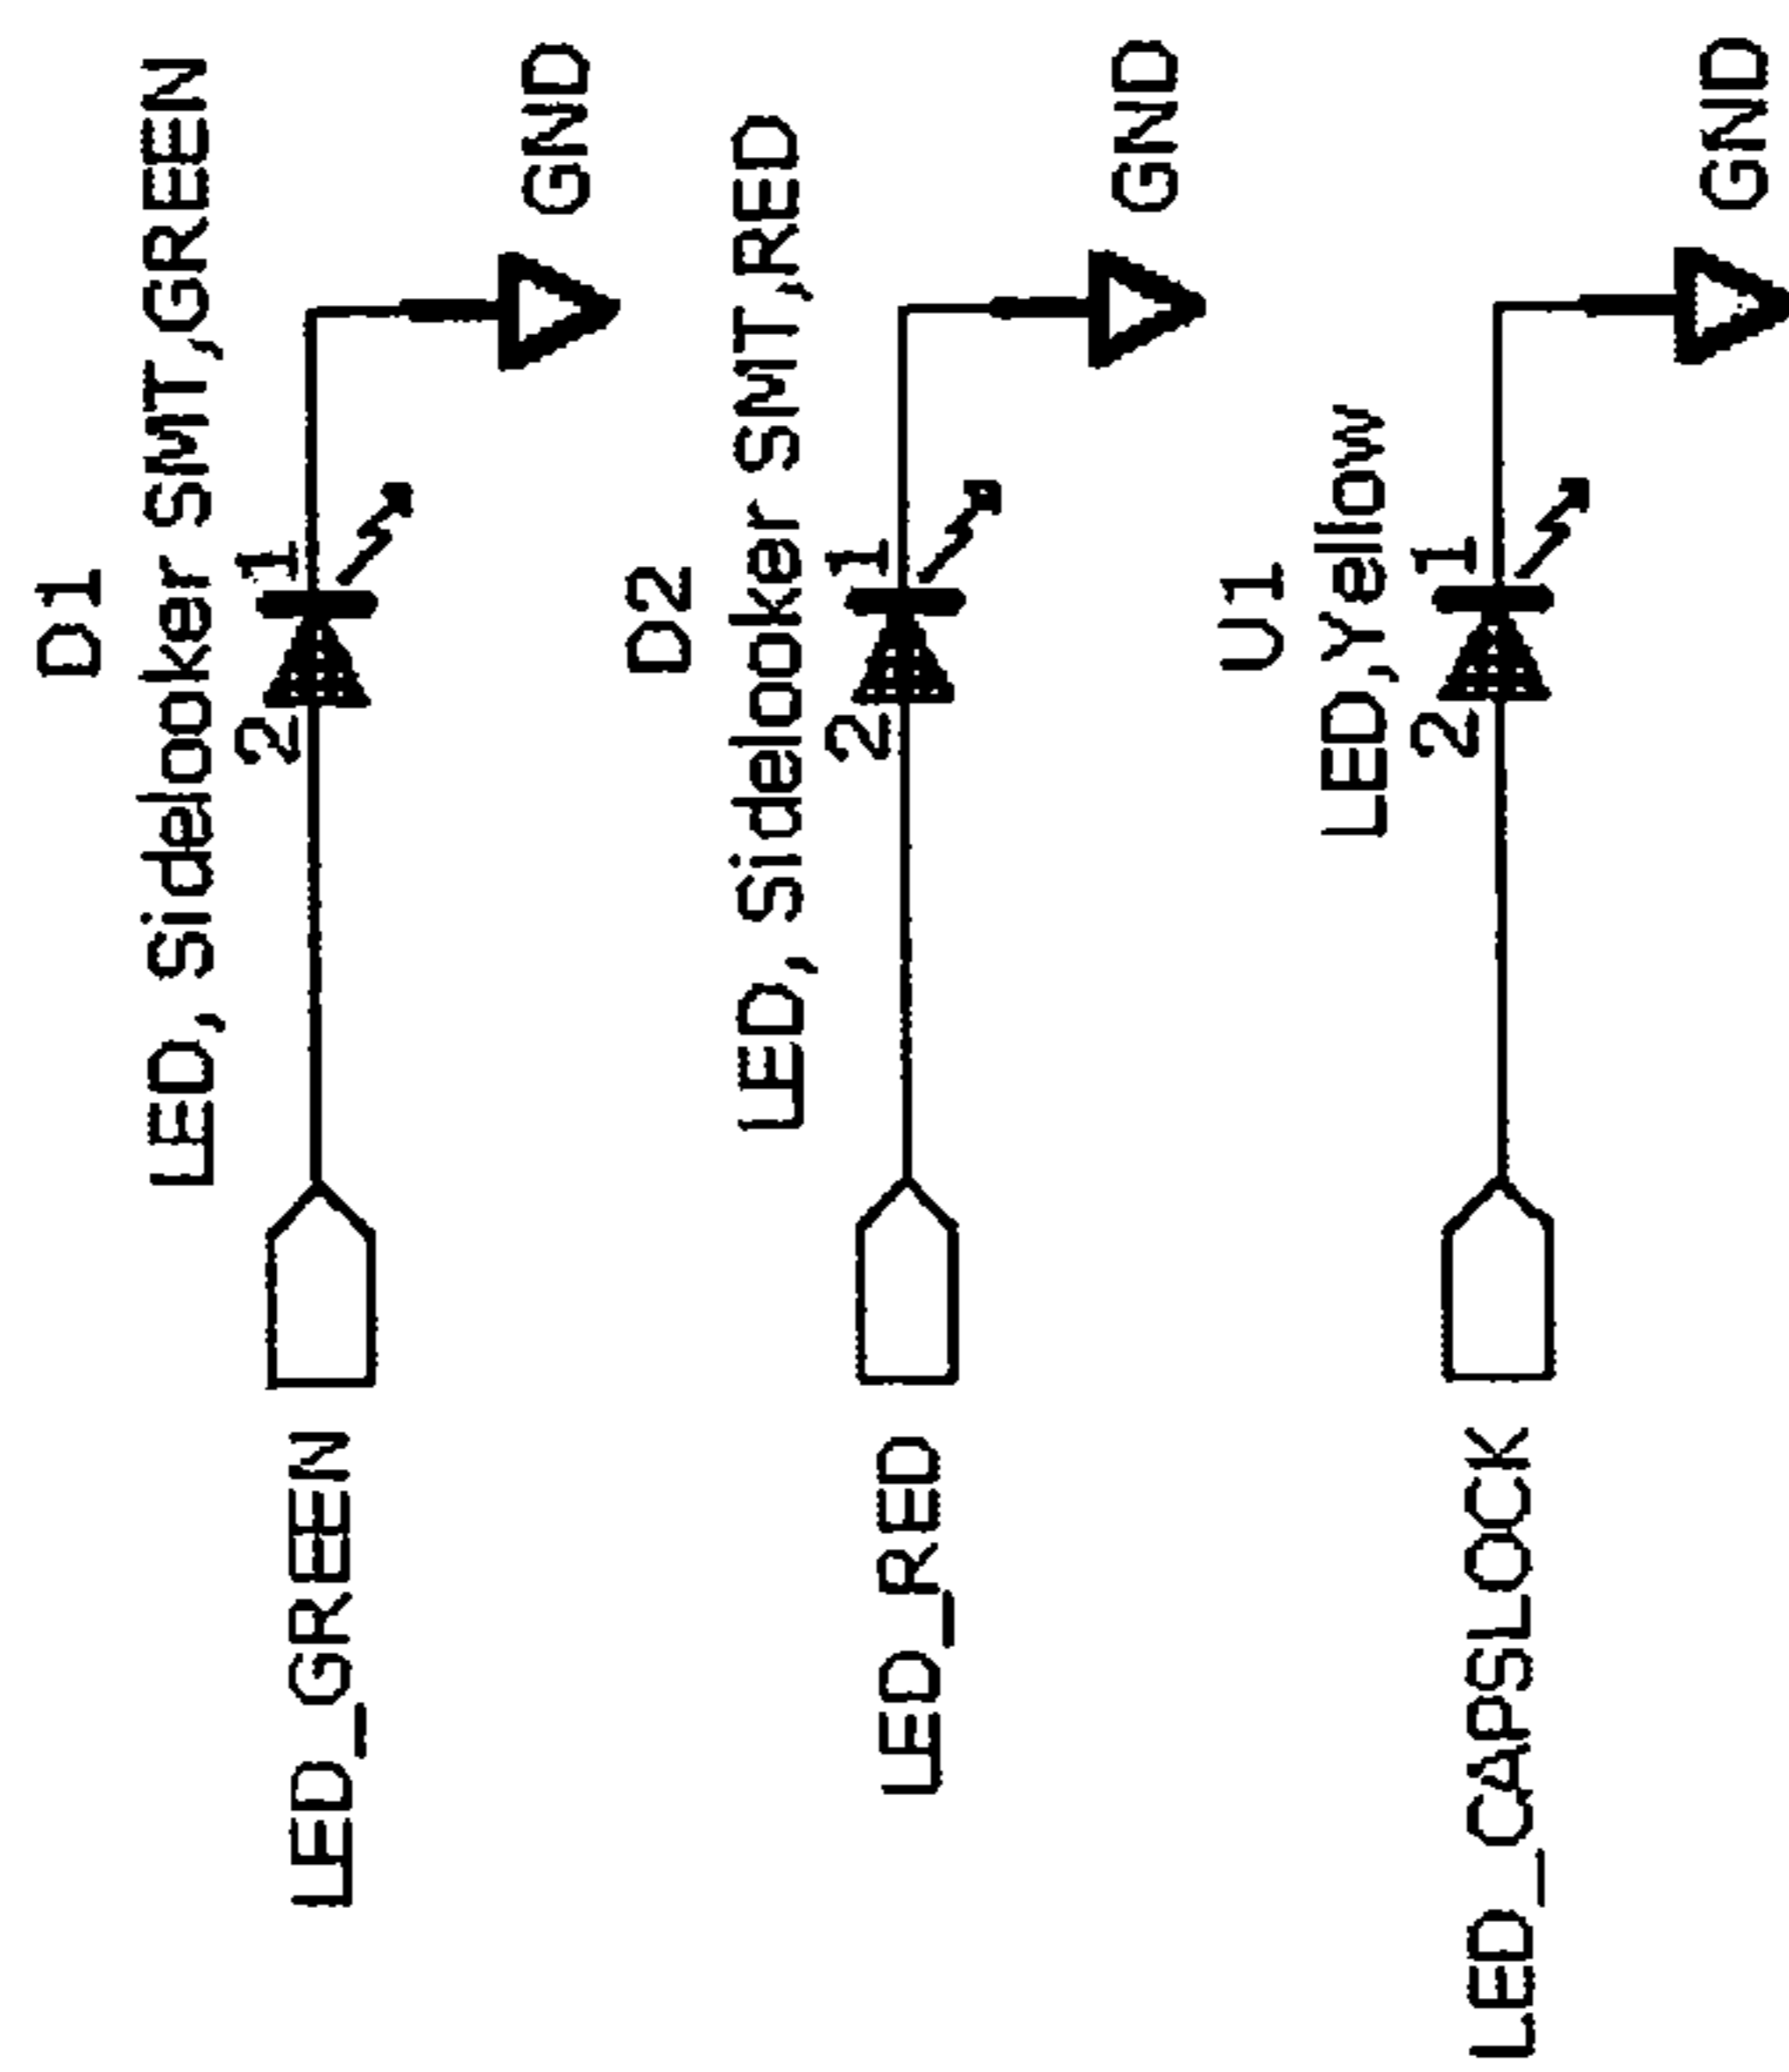 D1
LED, Sidelooker SMT,GREEN
2 1
LED_GREEN
GND
D2
LED, Sidelooker SMT,RED
2 1
LED_RED
GND
U1
LED,Yellow
2 1
LED_CAPSLOCK
GND